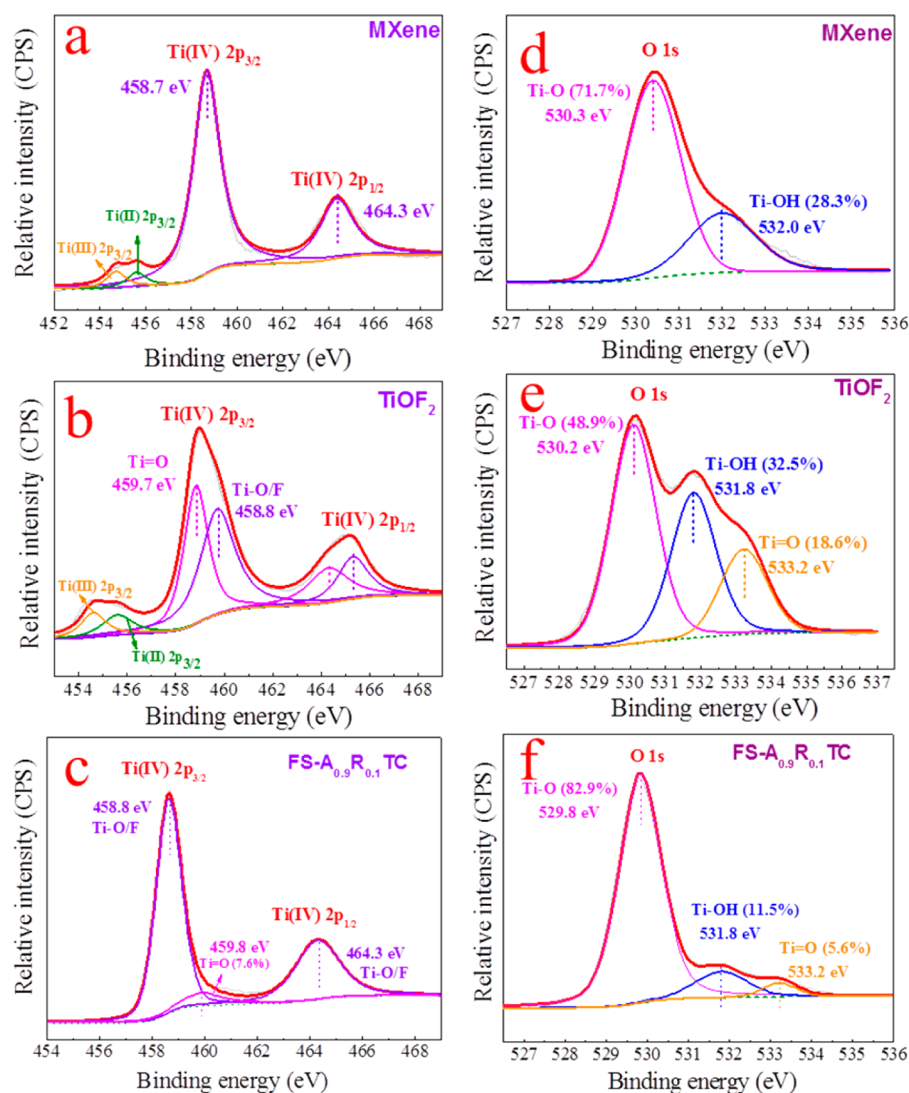 a
MXene
Ti(IV) 2p3/2
458.7 eV
Ti(IV) 2p1/2
464.3 eV
Ti(II) 2p3/2
Ti(III) 2p3/2
Relative intensity (CPS)
452 454 456 458 460 462 464 466 468
Binding energy (eV)
d
MXene
O 1s
Ti-O (71.7%)
530.3 eV
Ti-OH (28.3%)
532.0 eV
Relative intensity (CPS)
527 528 529 530 531 532 533 534 535 536
Binding energy (eV)
b
TiOF2
Ti(IV) 2p3/2
Ti=O
459.7 eV
Ti-O/F
458.8 eV
Ti(IV) 2p1/2
Ti(III) 2p3/2
Ti(II) 2p3/2
Relative intensity (CPS)
454 456 458 460 462 464 466 468
Binding energy (eV)
e
TiOF2
O 1s
Ti-O (48.9%)
530.2 eV
Ti-OH (32.5%)
531.8 eV
Ti=O (18.6%)
533.2 eV
Relative intensity (CPS)
527 528 529 530 531 532 533 534 535 536 537
Binding energy (eV)
c
FS-A0.9R0.1TC
Ti(IV) 2p3/2
458.8 eV
Ti-O/F
Ti(IV) 2p1/2
459.8 eV
Ti=O (7.6%)
464.3 eV
Ti-O/F
Relative intensity (CPS)
454 456 458 460 462 464 466 468
Binding energy (eV)
f
FS-A0.9R0.1TC
O 1s
Ti-O (82.9%)
529.8 eV
Ti-OH (11.5%)
531.8 eV
Ti=O (5.6%)
533.2 eV
Relative intensity (CPS)
527 528 529 530 531 532 533 534 535 536
Binding energy (eV)